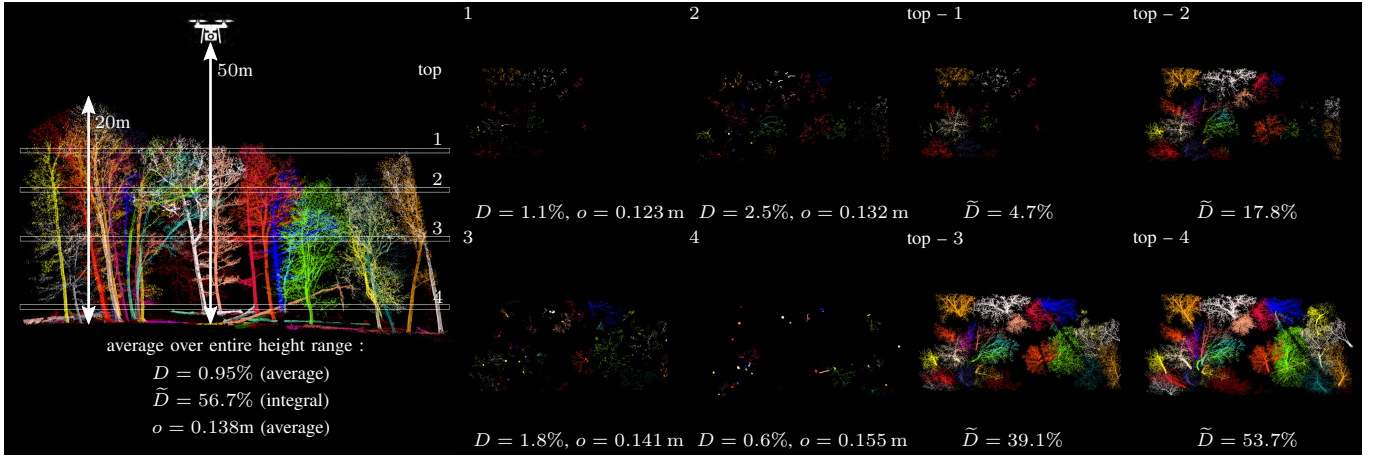 1
2
top – 1
top – 2
top
50m
20m
1
2
3
4
D = 1.1%, o = 0.123 m
D = 2.5%, o = 0.132 m
D̃ = 4.7%
D̃ = 17.8%
3
4
top – 3
top – 4
average over entire height range :
D = 0.95% (average)
D̃ = 56.7% (integral)
o = 0.138m (average)
D = 1.8%, o = 0.141 m
D = 0.6%, o = 0.155 m
D̃ = 39.1%
D̃ = 53.7%